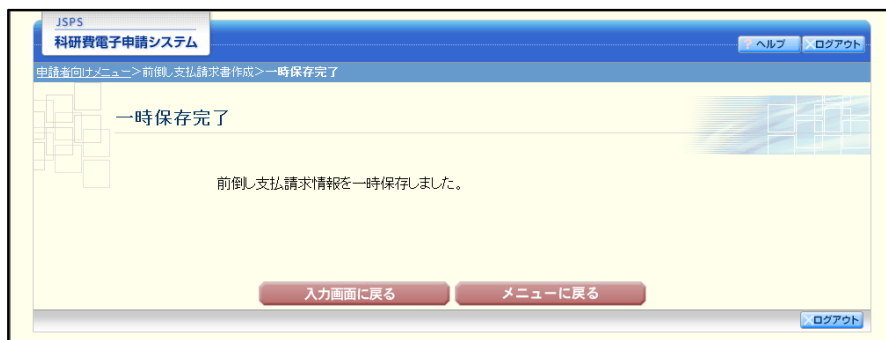 JSPS
科研費電子申請システム
? ヘルプ ×ログアウト
申請者向けメニュー>前倒し支払請求書作成>一時保存完了
一時保存完了
前倒し支払請求情報を一時保存しました。
入力画面に戻る メニューに戻る
×ログアウト